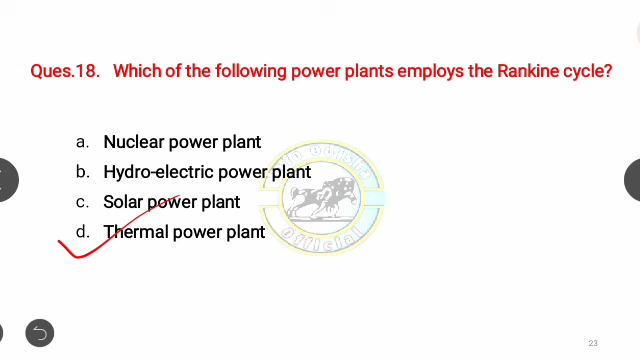 Ques.18. Which of the following power plants employs the Rankine cycle?
a. Nuclear power plant
b. Hydro-electric power plant
c. Solar power plant
d. Thermal power plant
Official
23